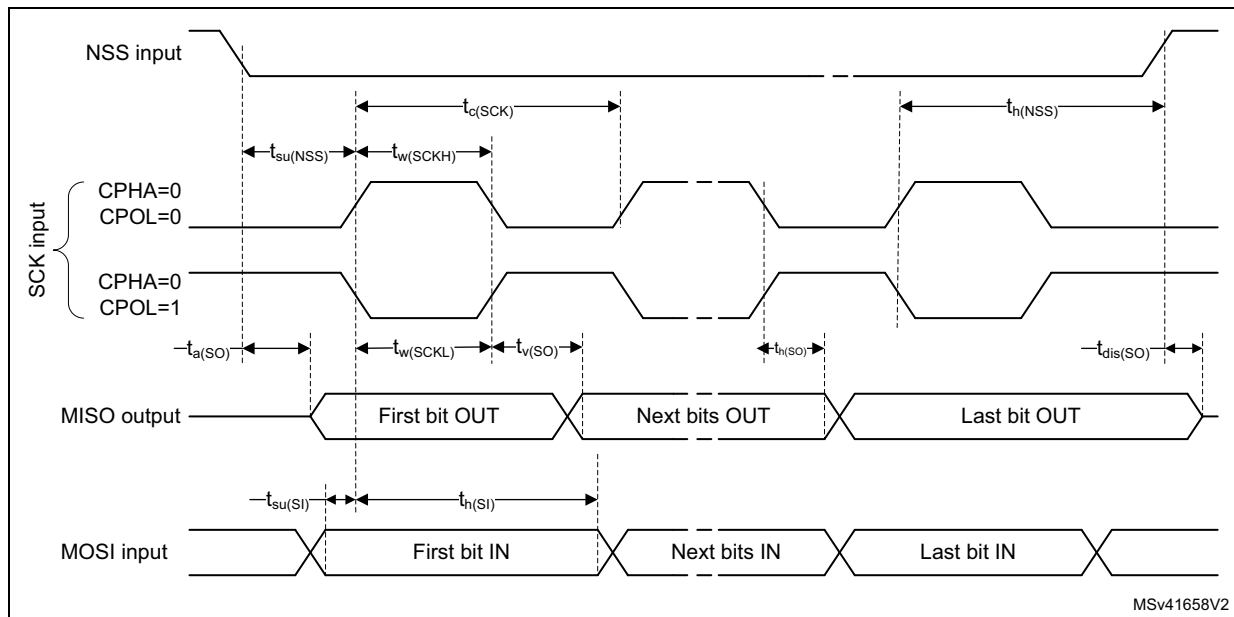 NSS input
tc(SCK)
th(NSS)
tsu(NSS)
tw(SCKH)
SCK input
CPHA=0
CPOL=0
CPHA=0
CPOL=1
ta(SO)
tw(SCKL)
tv(SO)
th(SO)
tdis(SO)
MISO output
First bit OUT
Next bits OUT
Last bit OUT
tsu(SI)
th(SI)
MOSI input
First bit IN
Next bits IN
Last bit IN
MSv41658V2